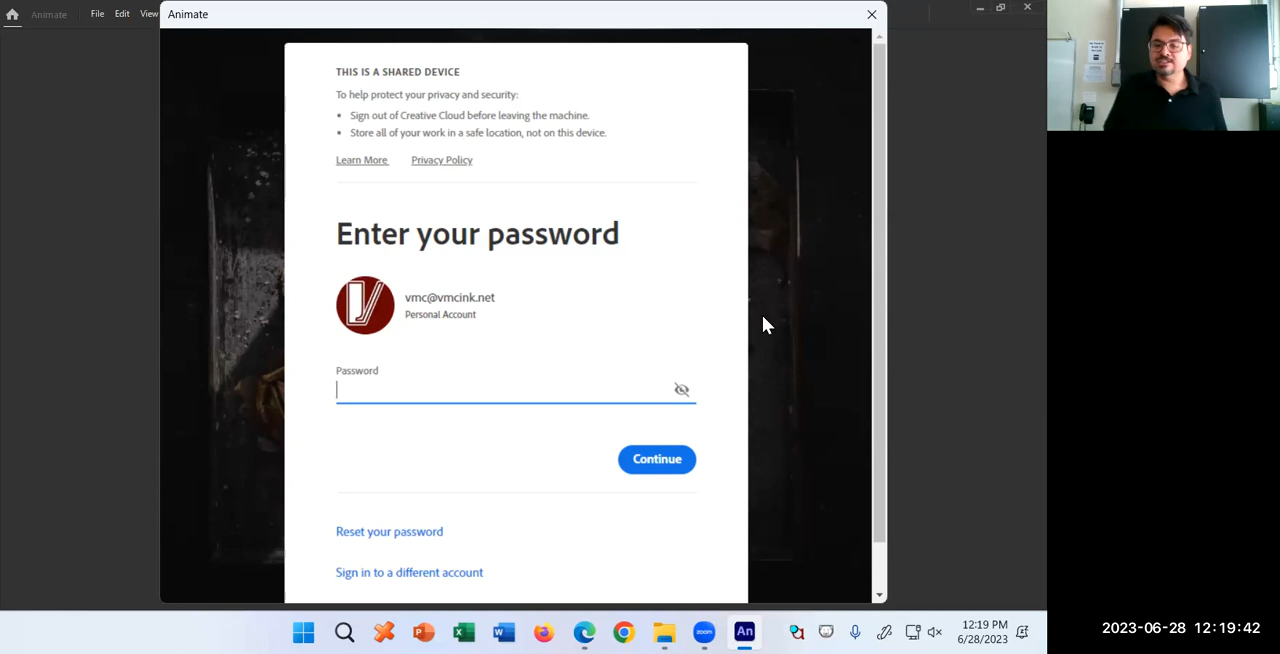 Animate File Edit View
Animate
THIS IS A SHARED DEVICE
To help protect your privacy and security:
• Sign out of Creative Cloud before leaving the machine.
• Store all of your work in a safe location, not on this device.
Learn More Privacy Policy
Enter your password
vmc@vmcink.net
Personal Account
Password
Continue
Reset your password
Sign in to a different account
zoom
An
12:19 PM
6/28/2023
2023-06-28 12:19:42